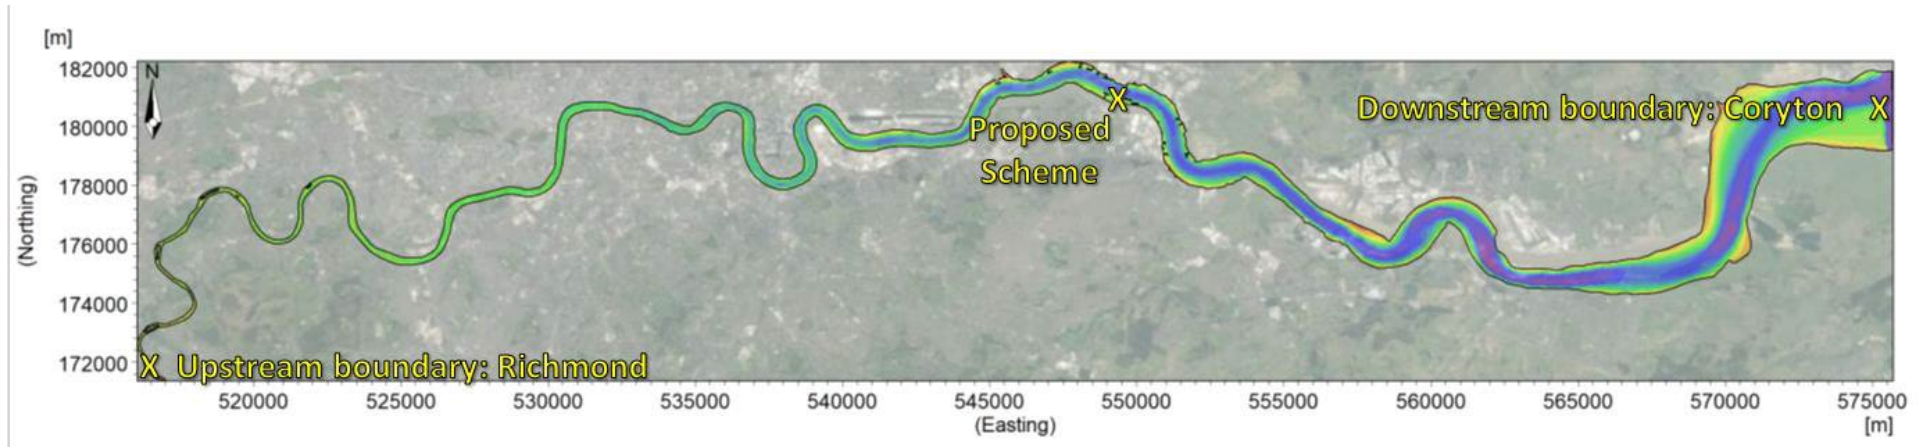 [m]
182000
N
180000
178000
176000
174000
172000
(Northing)
Proposed
Scheme
X
Downstream boundary: Coryton X
X Upstream boundary: Richmond
520000 525000 530000 535000 540000 545000 550000 555000 560000 565000 570000 575000
(Easting)
[m]